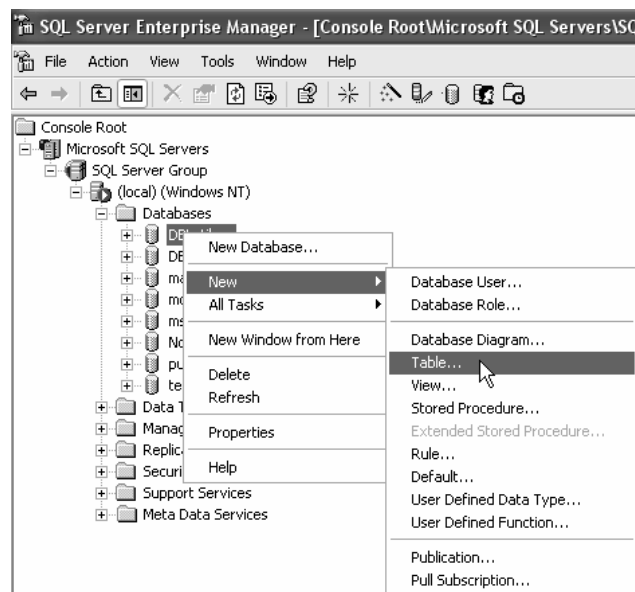 SQL Server Enterprise Manager - [Console Root\Microsoft SQL Servers\SQ
File Action View Tools Window Help
Console Root
Microsoft SQL Servers
SQL Server Group
(local) (Windows NT)
Databases
New Database...
New
All Tasks
New Window from Here
Delete
Refresh
Properties
Help
Database User...
Database Role...
Database Diagram...
Table...
View...
Stored Procedure...
Extended Stored Procedure...
Rule...
Default...
User Defined Data Type...
User Defined Function...
Publication...
Pull Subscription...
DB
ma
mo
ms
No
pu
te
Data T
Manag
Replic
Securi
Support Services
Meta Data Services